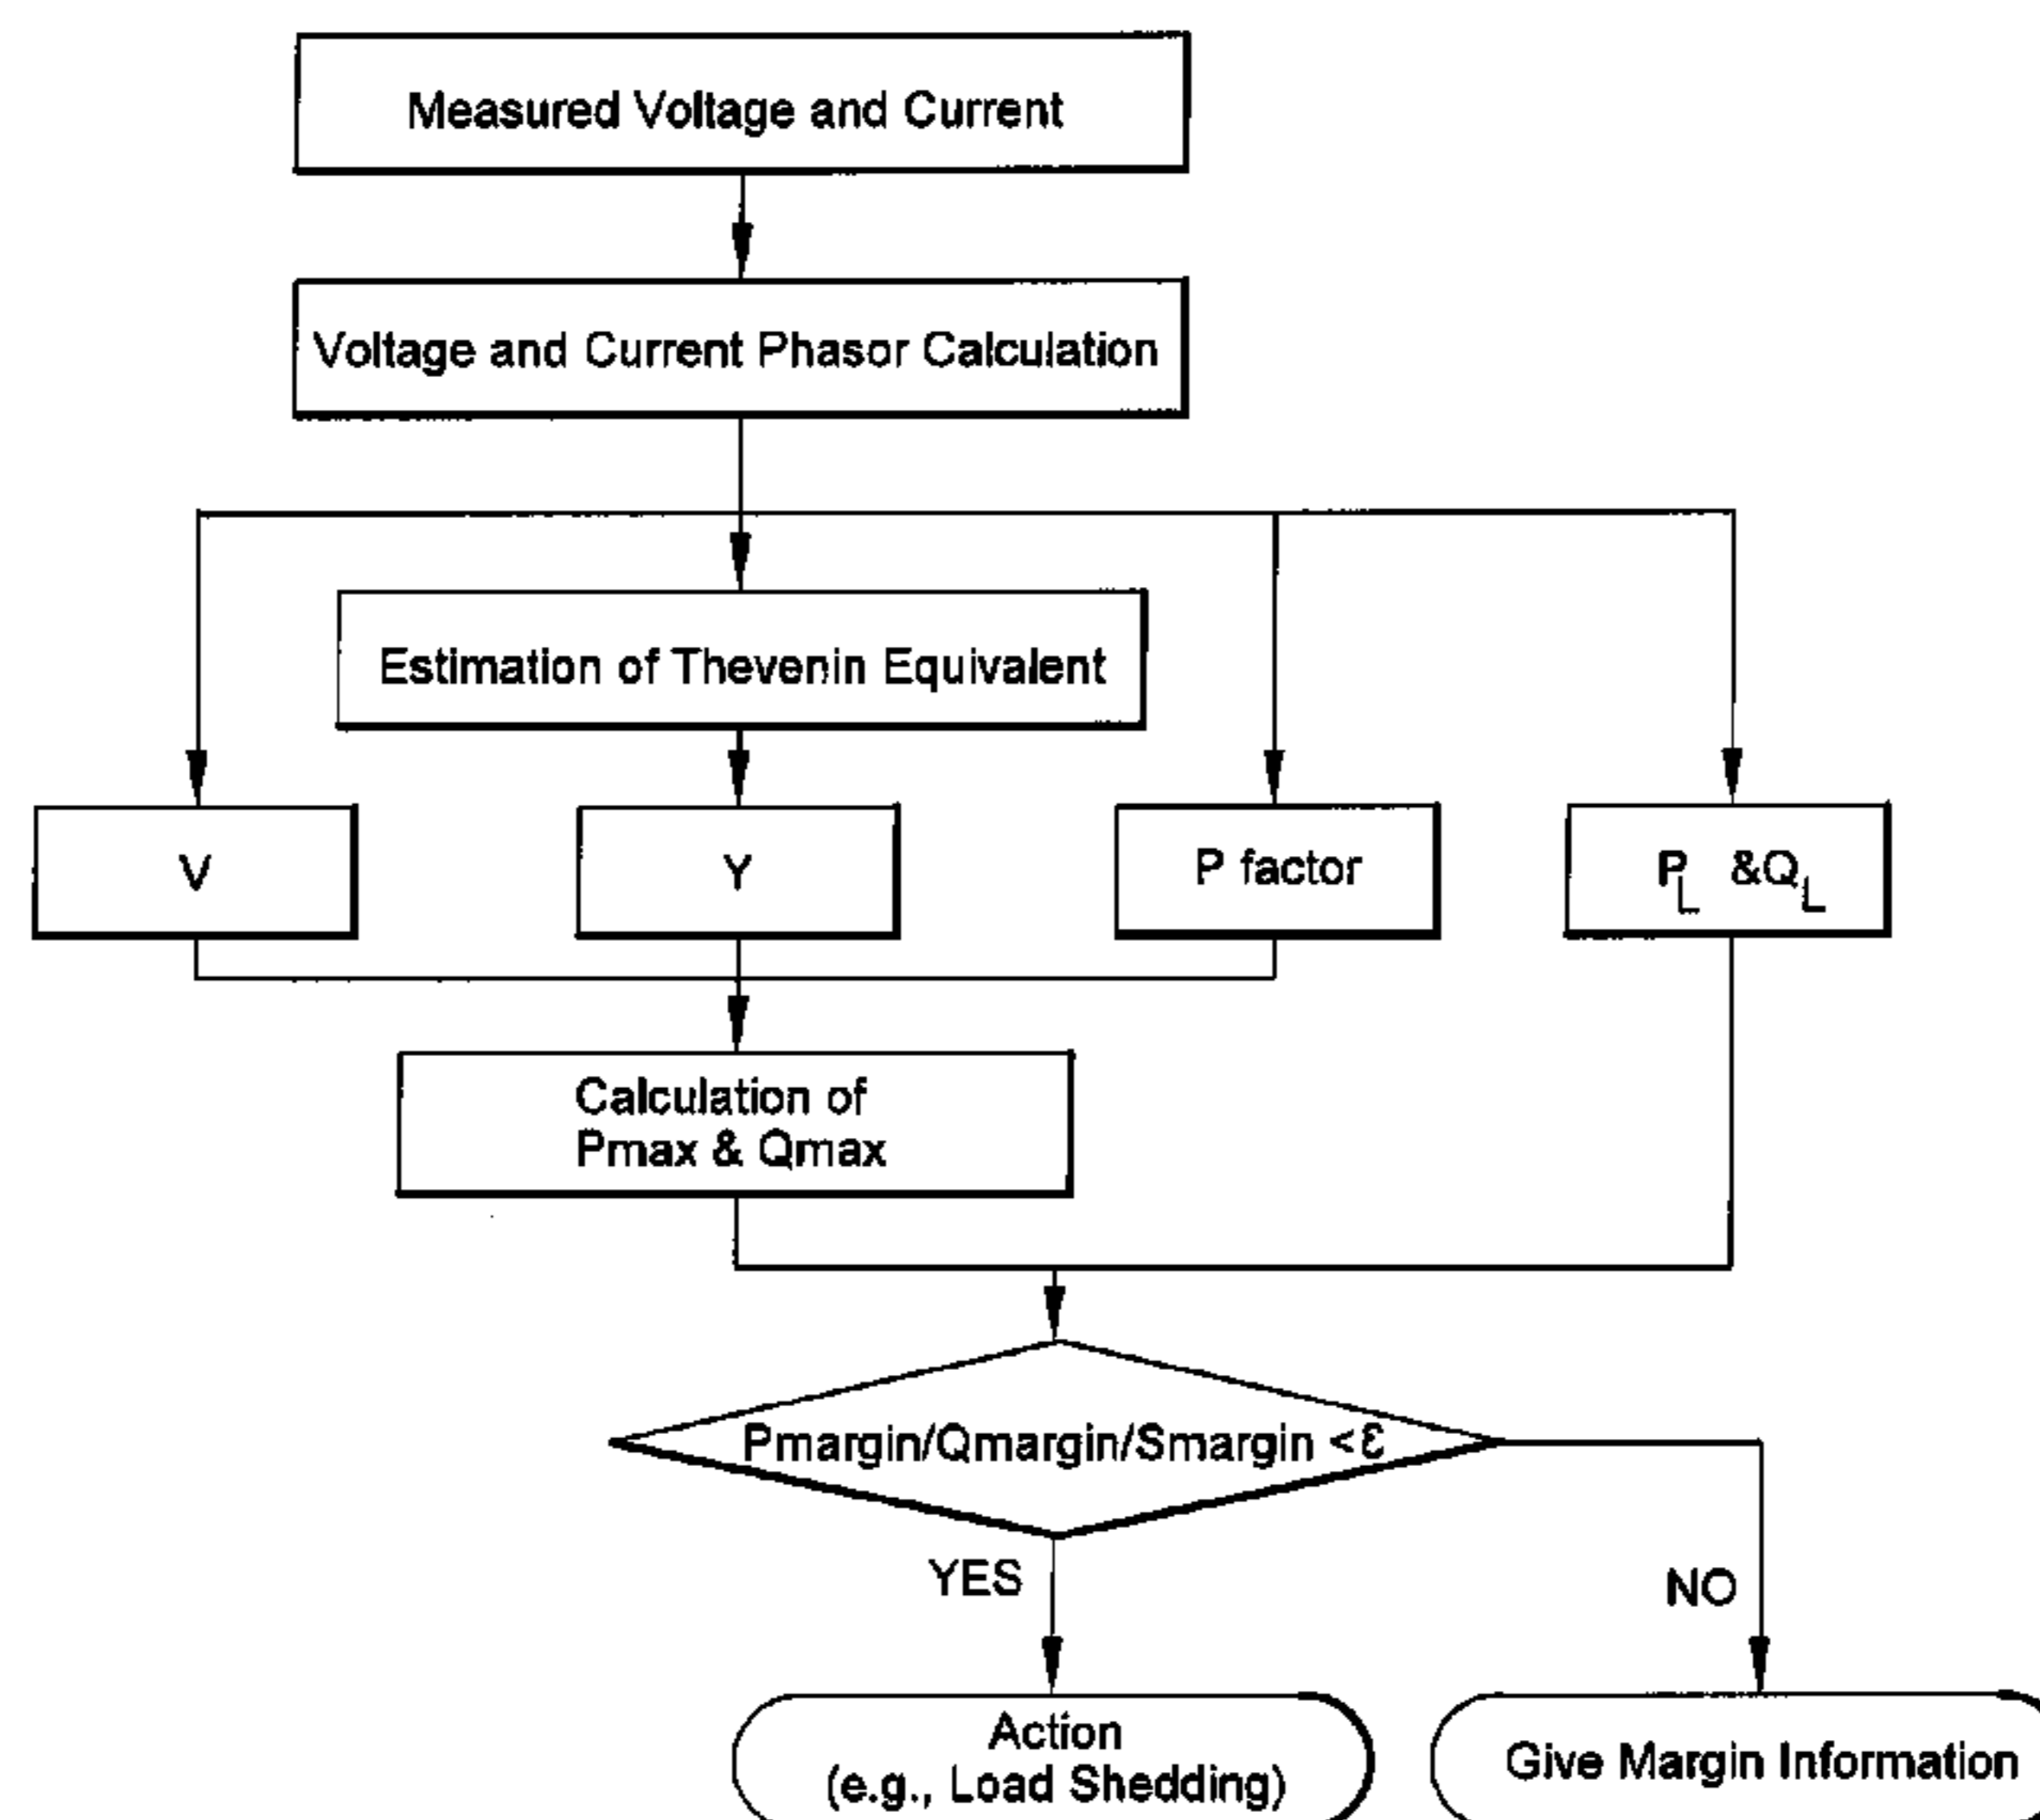 Measured Voltage and Current
Voltage and Current Phasor Calculation
Estimation of Thevenin Equivalent
V
Y
P factor
PL &QL
Calculation of
Pmax & Qmax
Pmargin/Qmargin/Smargin <ε
YES
NO
Action
(e.g., Load Shedding)
Give Margin Information